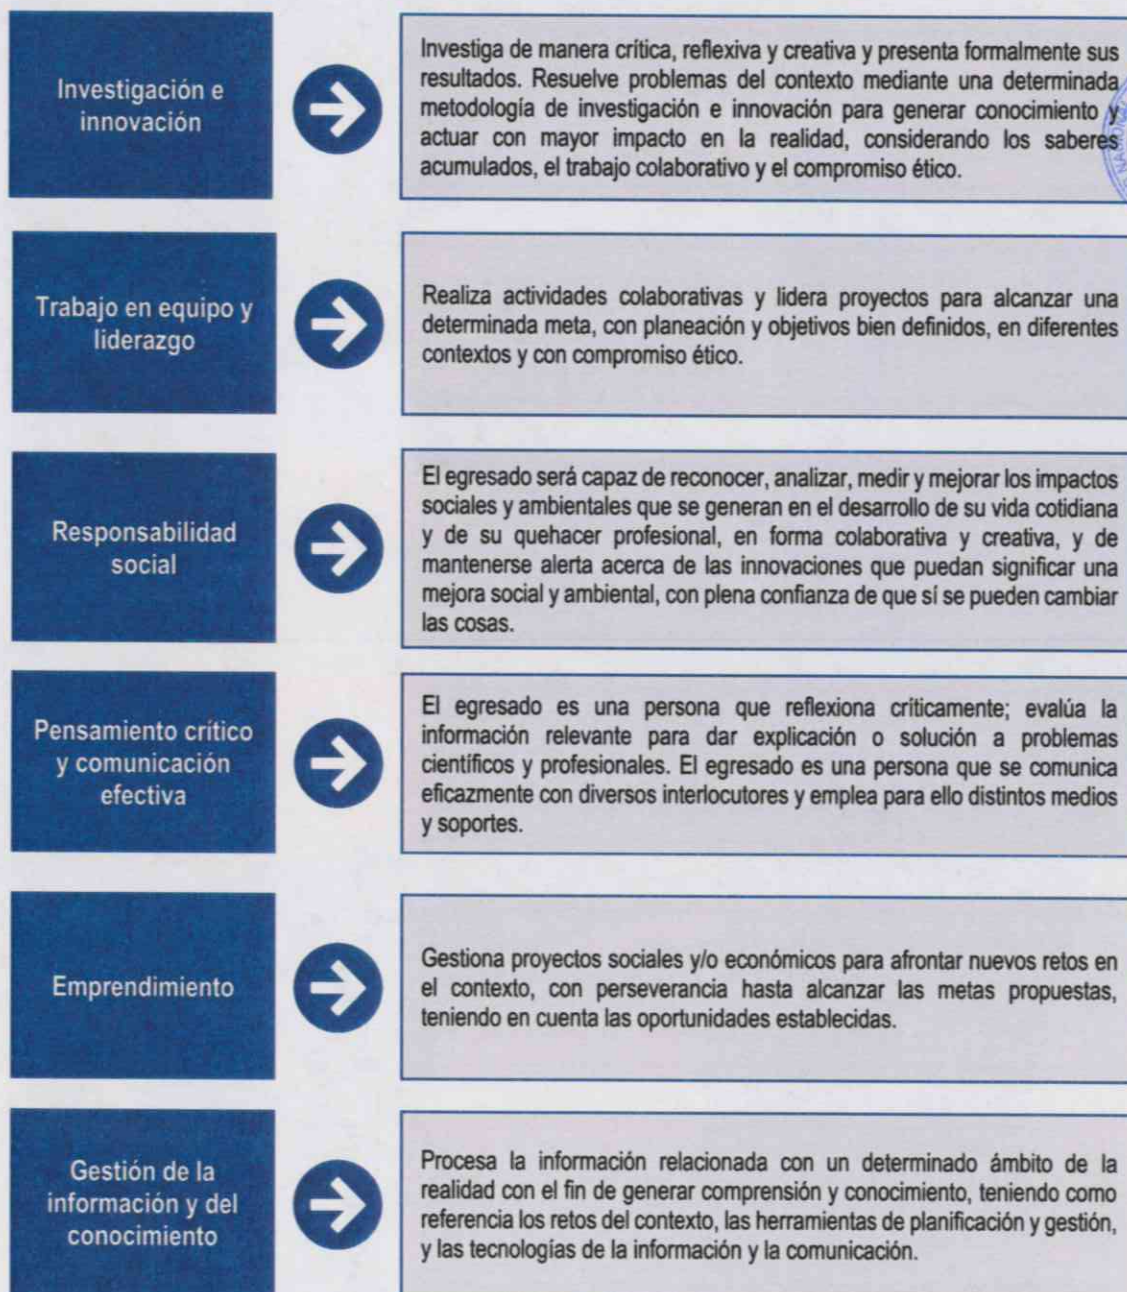 Investigación e
innovación
Investiga de manera crítica, reflexiva y creativa y presenta formalmente sus
resultados. Resuelve problemas del contexto mediante una determinada
metodología de investigación e innovación para generar conocimiento y
actuar con mayor impacto en la realidad, considerando los saberes
acumulados, el trabajo colaborativo y el compromiso ético.
Trabajo en equipo y
liderazgo
Realiza actividades colaborativas y lidera proyectos para alcanzar una
determinada meta, con planeación y objetivos bien definidos, en diferentes
contextos y con compromiso ético.
Responsabilidad
social
El egresado será capaz de reconocer, analizar, medir y mejorar los impactos
sociales y ambientales que se generan en el desarrollo de su vida cotidiana
y de su quehacer profesional, en forma colaborativa y creativa, y de
mantenerse alerta acerca de las innovaciones que puedan significar una
mejora social y ambiental, con plena confianza de que sí se pueden cambiar
las cosas.
Pensamiento crítico
y comunicación
efectiva
El egresado es una persona que reflexiona críticamente; evalúa la
información relevante para dar explicación o solución a problemas
científicos y profesionales. El egresado es una persona que se comunica
eficazmente con diversos interlocutores y emplea para ello distintos medios
y soportes.
Emprendimiento
Gestiona proyectos sociales y/o económicos para afrontar nuevos retos en
el contexto, con perseverancia hasta alcanzar las metas propuestas,
teniendo en cuenta las oportunidades establecidas.
Gestión de la
información y del
conocimiento
Procesa la información relacionada con un determinado ámbito de la
realidad con el fin de generar comprensión y conocimiento, teniendo como
referencia los retos del contexto, las herramientas de planificación y gestión,
y las tecnologías de la información y la comunicación.